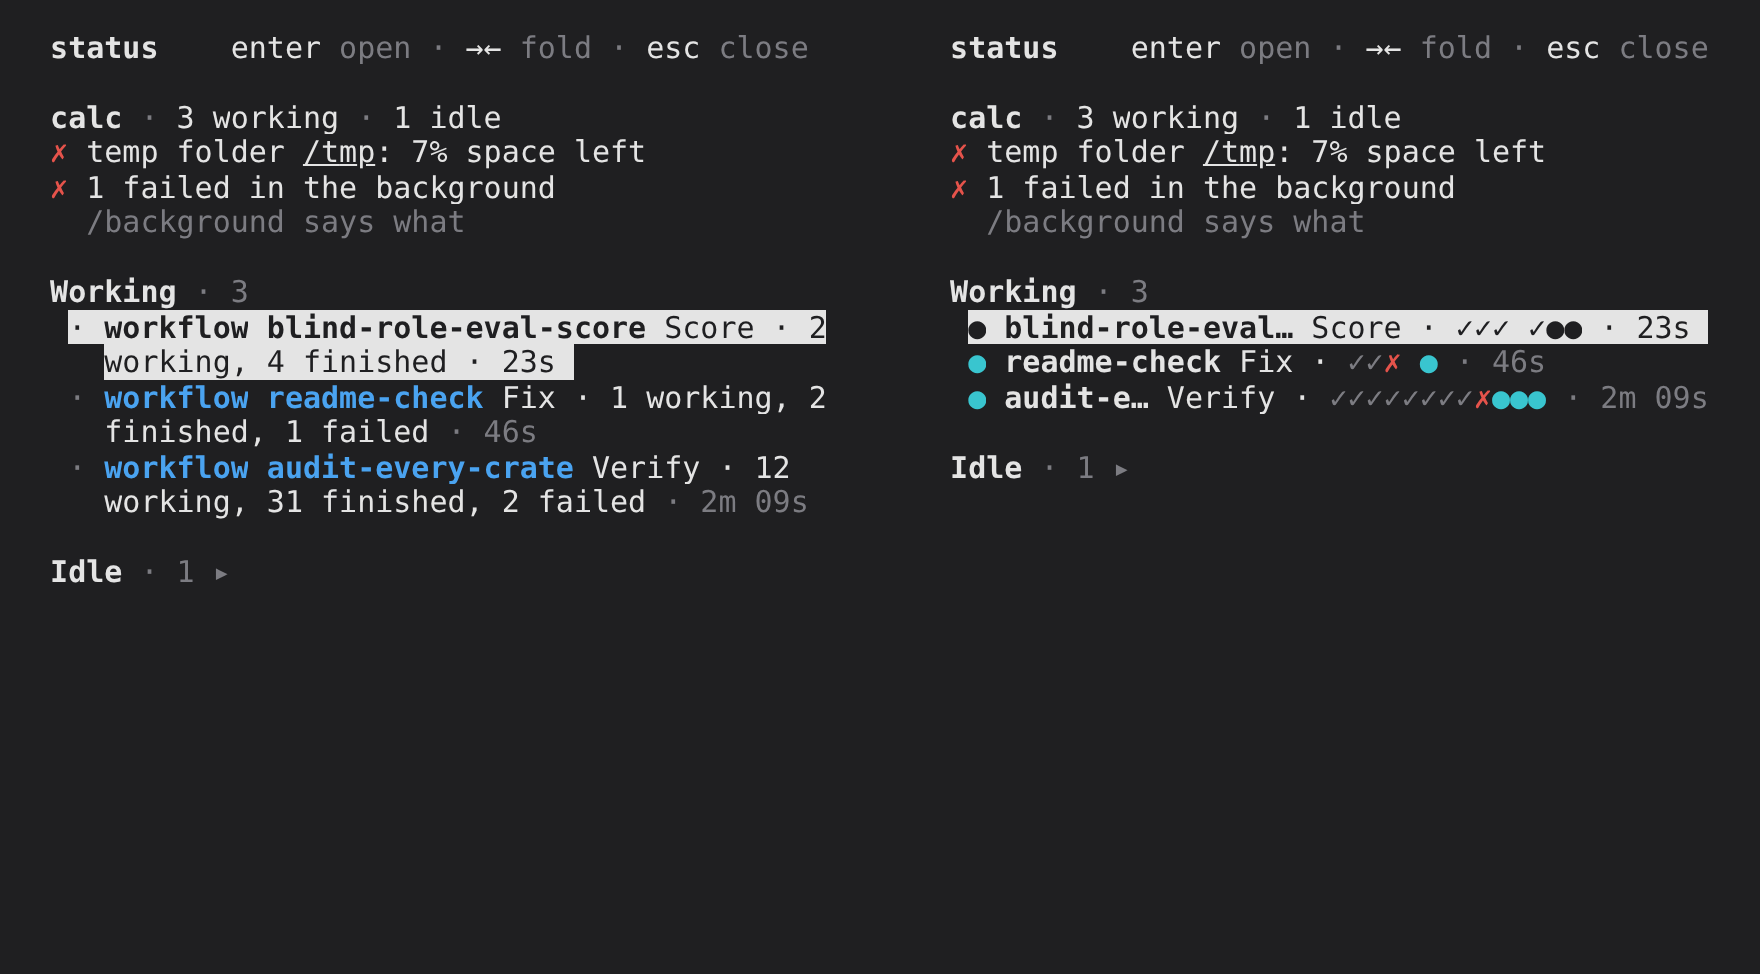 status    enter open · →← fold · esc close
calc · 3 working · 1 idle
✗ temp folder /tmp: 7% space left
✗ 1 failed in the background
/background says what
Working · 3
· workflow blind-role-eval-score Score · 2
working, 4 finished · 23s
· workflow readme-check Fix · 1 working, 2
finished, 1 failed · 46s
· workflow audit-every-crate Verify · 12
working, 31 finished, 2 failed · 2m 09s
Idle · 1 ▸
status    enter open · →← fold · esc close
calc · 3 working · 1 idle
✗ temp folder /tmp: 7% space left
✗ 1 failed in the background
/background says what
Working · 3
● blind-role-eval… Score · ✓✓✓ ✓●● · 23s
● readme-check Fix · ✓✓✗ ● · 46s
● audit-e… Verify · ✓✓✓✓✓✓✓✓✗●●● · 2m 09s
Idle · 1 ▸